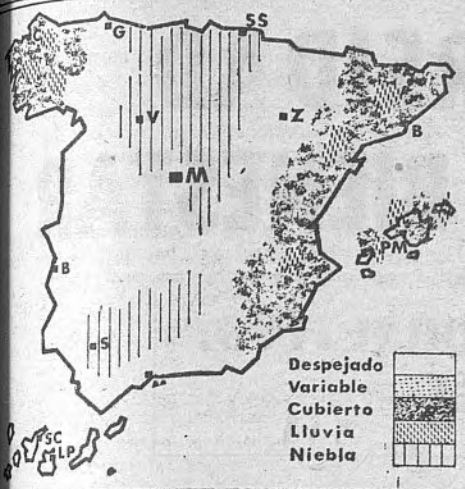 G
SS
V
Z
B
M
PM
B
S
SC
LP
Despejado
Variable
Cubierto
Lluvia
Niebla